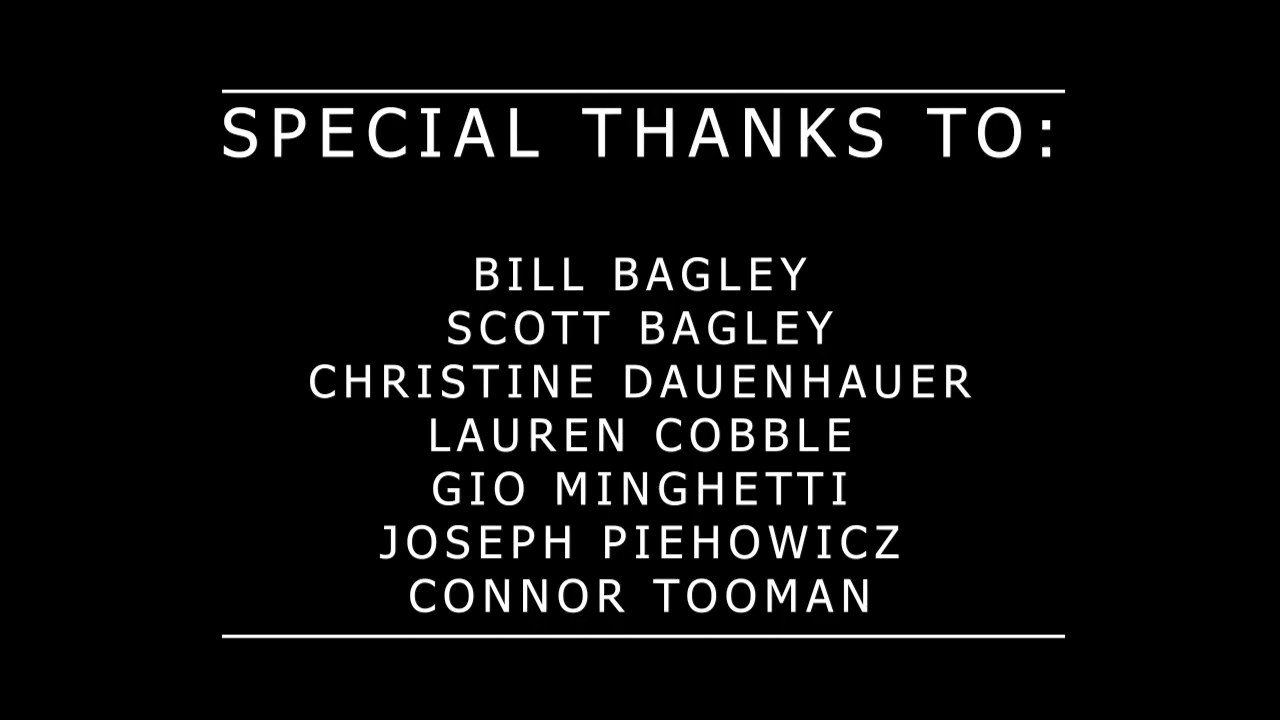 SPECIAL THANKS TO:
BILL BAGLEY
SCOTT BAGLEY
CHRISTINE DAUENHAUER
LAUREN COBBLE
GIO MINGHETTI
JOSEPH PIEHOWICZ
CONNOR TOOMAN